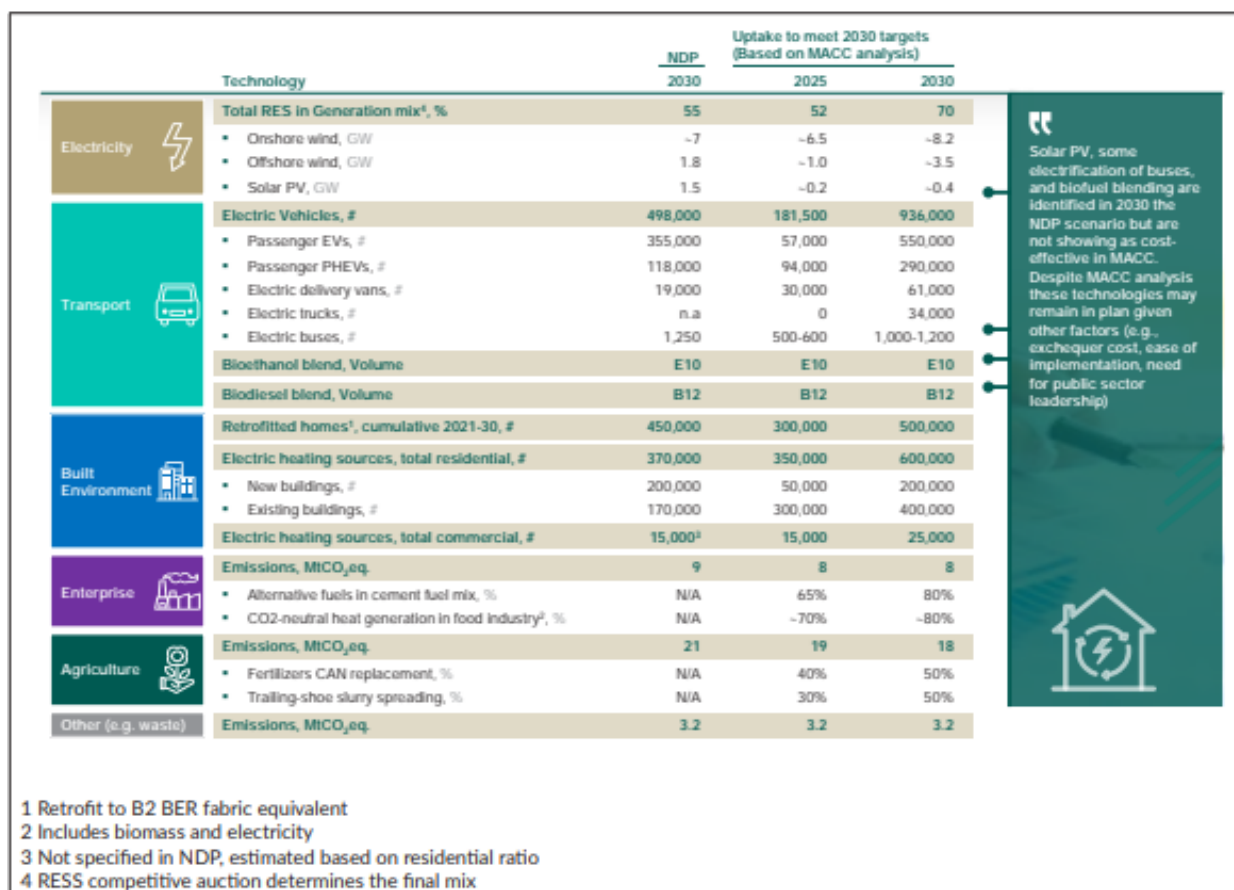 Uptake to meet 2030 targets
NDP (Based on MACC analysis)
Technology 2030 2025 2030
Electricity
Total RES in Generation mix⁴, % 55 52 70
▪ Onshore wind, GW ~7 ~6.5 ~8.2
▪ Offshore wind, GW 1.8 ~1.0 ~3.5
▪ Solar PV, GW 1.5 ~0.2 ~0.4
Transport
Electric Vehicles, # 498,000 181,500 936,000
▪ Passenger EVs, # 355,000 57,000 550,000
▪ Passenger PHEVs, # 118,000 94,000 290,000
▪ Electric delivery vans, # 19,000 30,000 61,000
▪ Electric trucks, # n.a 0 34,000
▪ Electric buses, # 1,250 500-600 1,000-1,200
Bioethanol blend, Volume E10 E10 E10
Biodiesel blend, Volume B12 B12 B12
Built
Environment
Retrofitted homes¹, cumulative 2021-30, # 450,000 300,000 500,000
Electric heating sources, total residential, # 370,000 350,000 600,000
▪ New buildings, # 200,000 50,000 200,000
▪ Existing buildings, # 170,000 300,000 400,000
Electric heating sources, total commercial, # 15,000³ 15,000 25,000
Enterprise
Emissions, MtCO₂eq. 9 8 8
▪ Alternative fuels in cement fuel mix, % N/A 65% 80%
▪ CO2-neutral heat generation in food industry², % N/A ~70% ~80%
Agriculture
Emissions, MtCO₂eq. 21 19 18
▪ Fertilizers CAN replacement, % N/A 40% 50%
▪ Trailing-shoe slurry spreading, % N/A 30% 50%
Other (e.g. waste)
Emissions, MtCO₂eq. 3.2 3.2 3.2
Solar PV, some
electrification of buses,
and biofuel blending are
identified in 2030 the
NDP scenario but are
not showing as cost-
effective in MACC.
Despite MACC analysis
these technologies may
remain in plan given
other factors (e.g.,
exchequer cost, ease of
implementation, need
for public sector
leadership)
1 Retrofit to B2 BER fabric equivalent
2 Includes biomass and electricity
3 Not specified in NDP, estimated based on residential ratio
4 RESS competitive auction determines the final mix